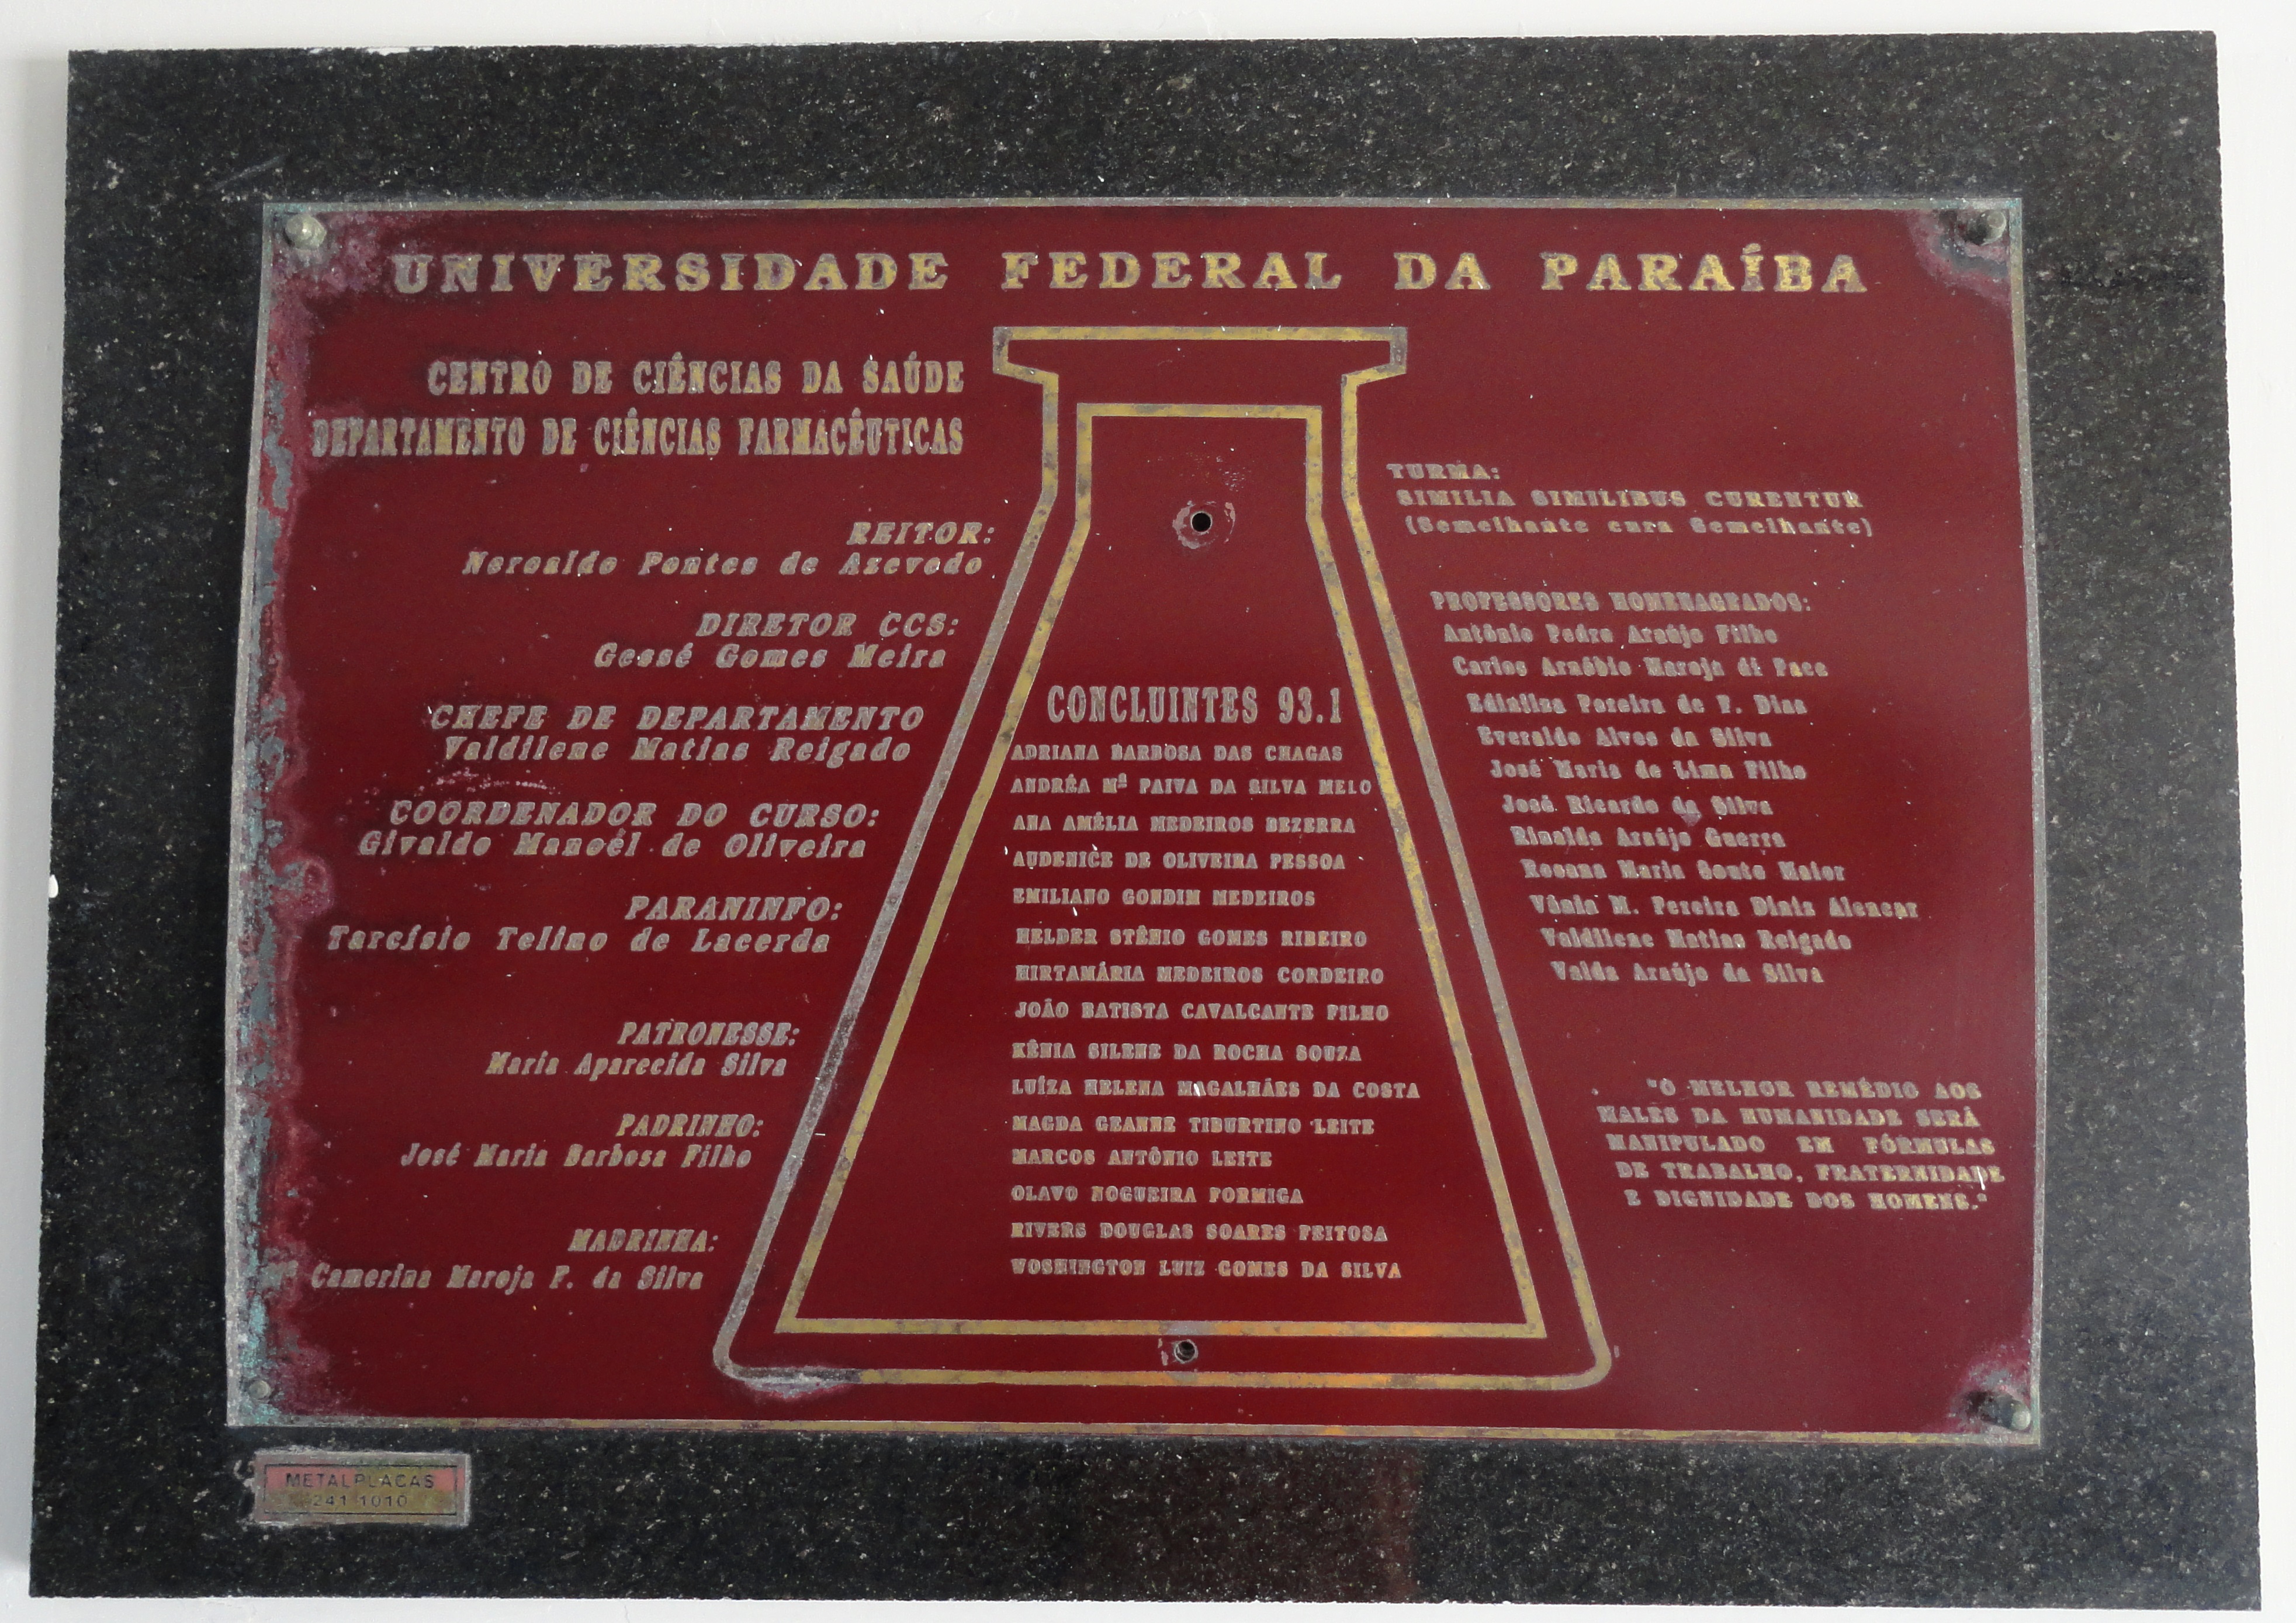 UNIVERSIDADE FEDERAL DA PARAÍBA
CENTRO DE CIÊNCIAS DA SAÚDE
DEPARTAMENTO DE CIÊNCIAS FARMACÊUTICAS
REITOR:
Neroaldo Pontes de Azevedo
DIRETOR CCS:
Gessé Gomes Meira
CHEFE DE DEPARTAMENTO
Valdilene Matias Reigado
COORDENADOR DO CURSO:
Givaldo Manoél de Oliveira
PARANINFO:
Tarcísio Telino de Lacerda
PATRONESSE:
Maria Aparecida Silva
PADRINHO:
José Maria Barbosa Filho
MADRINHA:
Mª Camerina Maroja F. da Silva
CONCLUINTES 93.1
ADRIANA BARBOSA DAS CHAGAS
ANDRÉA Mª PAIVA DA SILVA MELO
ANA AMÉLIA MEDEIROS BEZERRA
AUDENICE DE OLIVEIRA PESSOA
EMILIANO GONDIM MEDEIROS
HELDER STÊNIO GOMES RIBEIRO
HIRTAMÁRIA MEDEIROS CORDEIRO
JOÃO BATISTA CAVALCANTE FILHO
KÊNIA SILENE DA ROCHA SOUZA
LUÍZA HELENA MAGALHÃES DA COSTA
MAGDA GEANNE TIBURTINO LEITE
MARCOS ANTÔNIO LEITE
OLAVO NOGUEIRA FORMIGA
RIVERS DOUGLAS SOARES FEITOSA
WOSHINGTON LUIZ GOMES DA SILVA
TURMA:
SIMILIA SIMILIBUS CURENTUR
(Semelhante cura Semelhante)
PROFESSORES HOMENAGEADOS:
Antônio Pedro Araújo Filho
Carlos Arnóbio Maroja di Pace
Edinilza Pereira de F. Dias
Everaldo Alves da Silva
José Maria de Lima Filho
José Ricardo da Silva
Rinalda Araújo Guerra
Rosana Maria Souto Maior
Vânia M. Pereira Diniz Alencar
Valdilene Matias Reigado
Valda Araújo da Silva
"O MELHOR REMÉDIO AOS
MALES DA HUMANIDADE SERÁ
MANIPULADO EM FÓRMULAS
DE TRABALHO, FRATERNIDADE
E DIGNIDADE DOS HOMENS."
METALPLACAS
241-1010